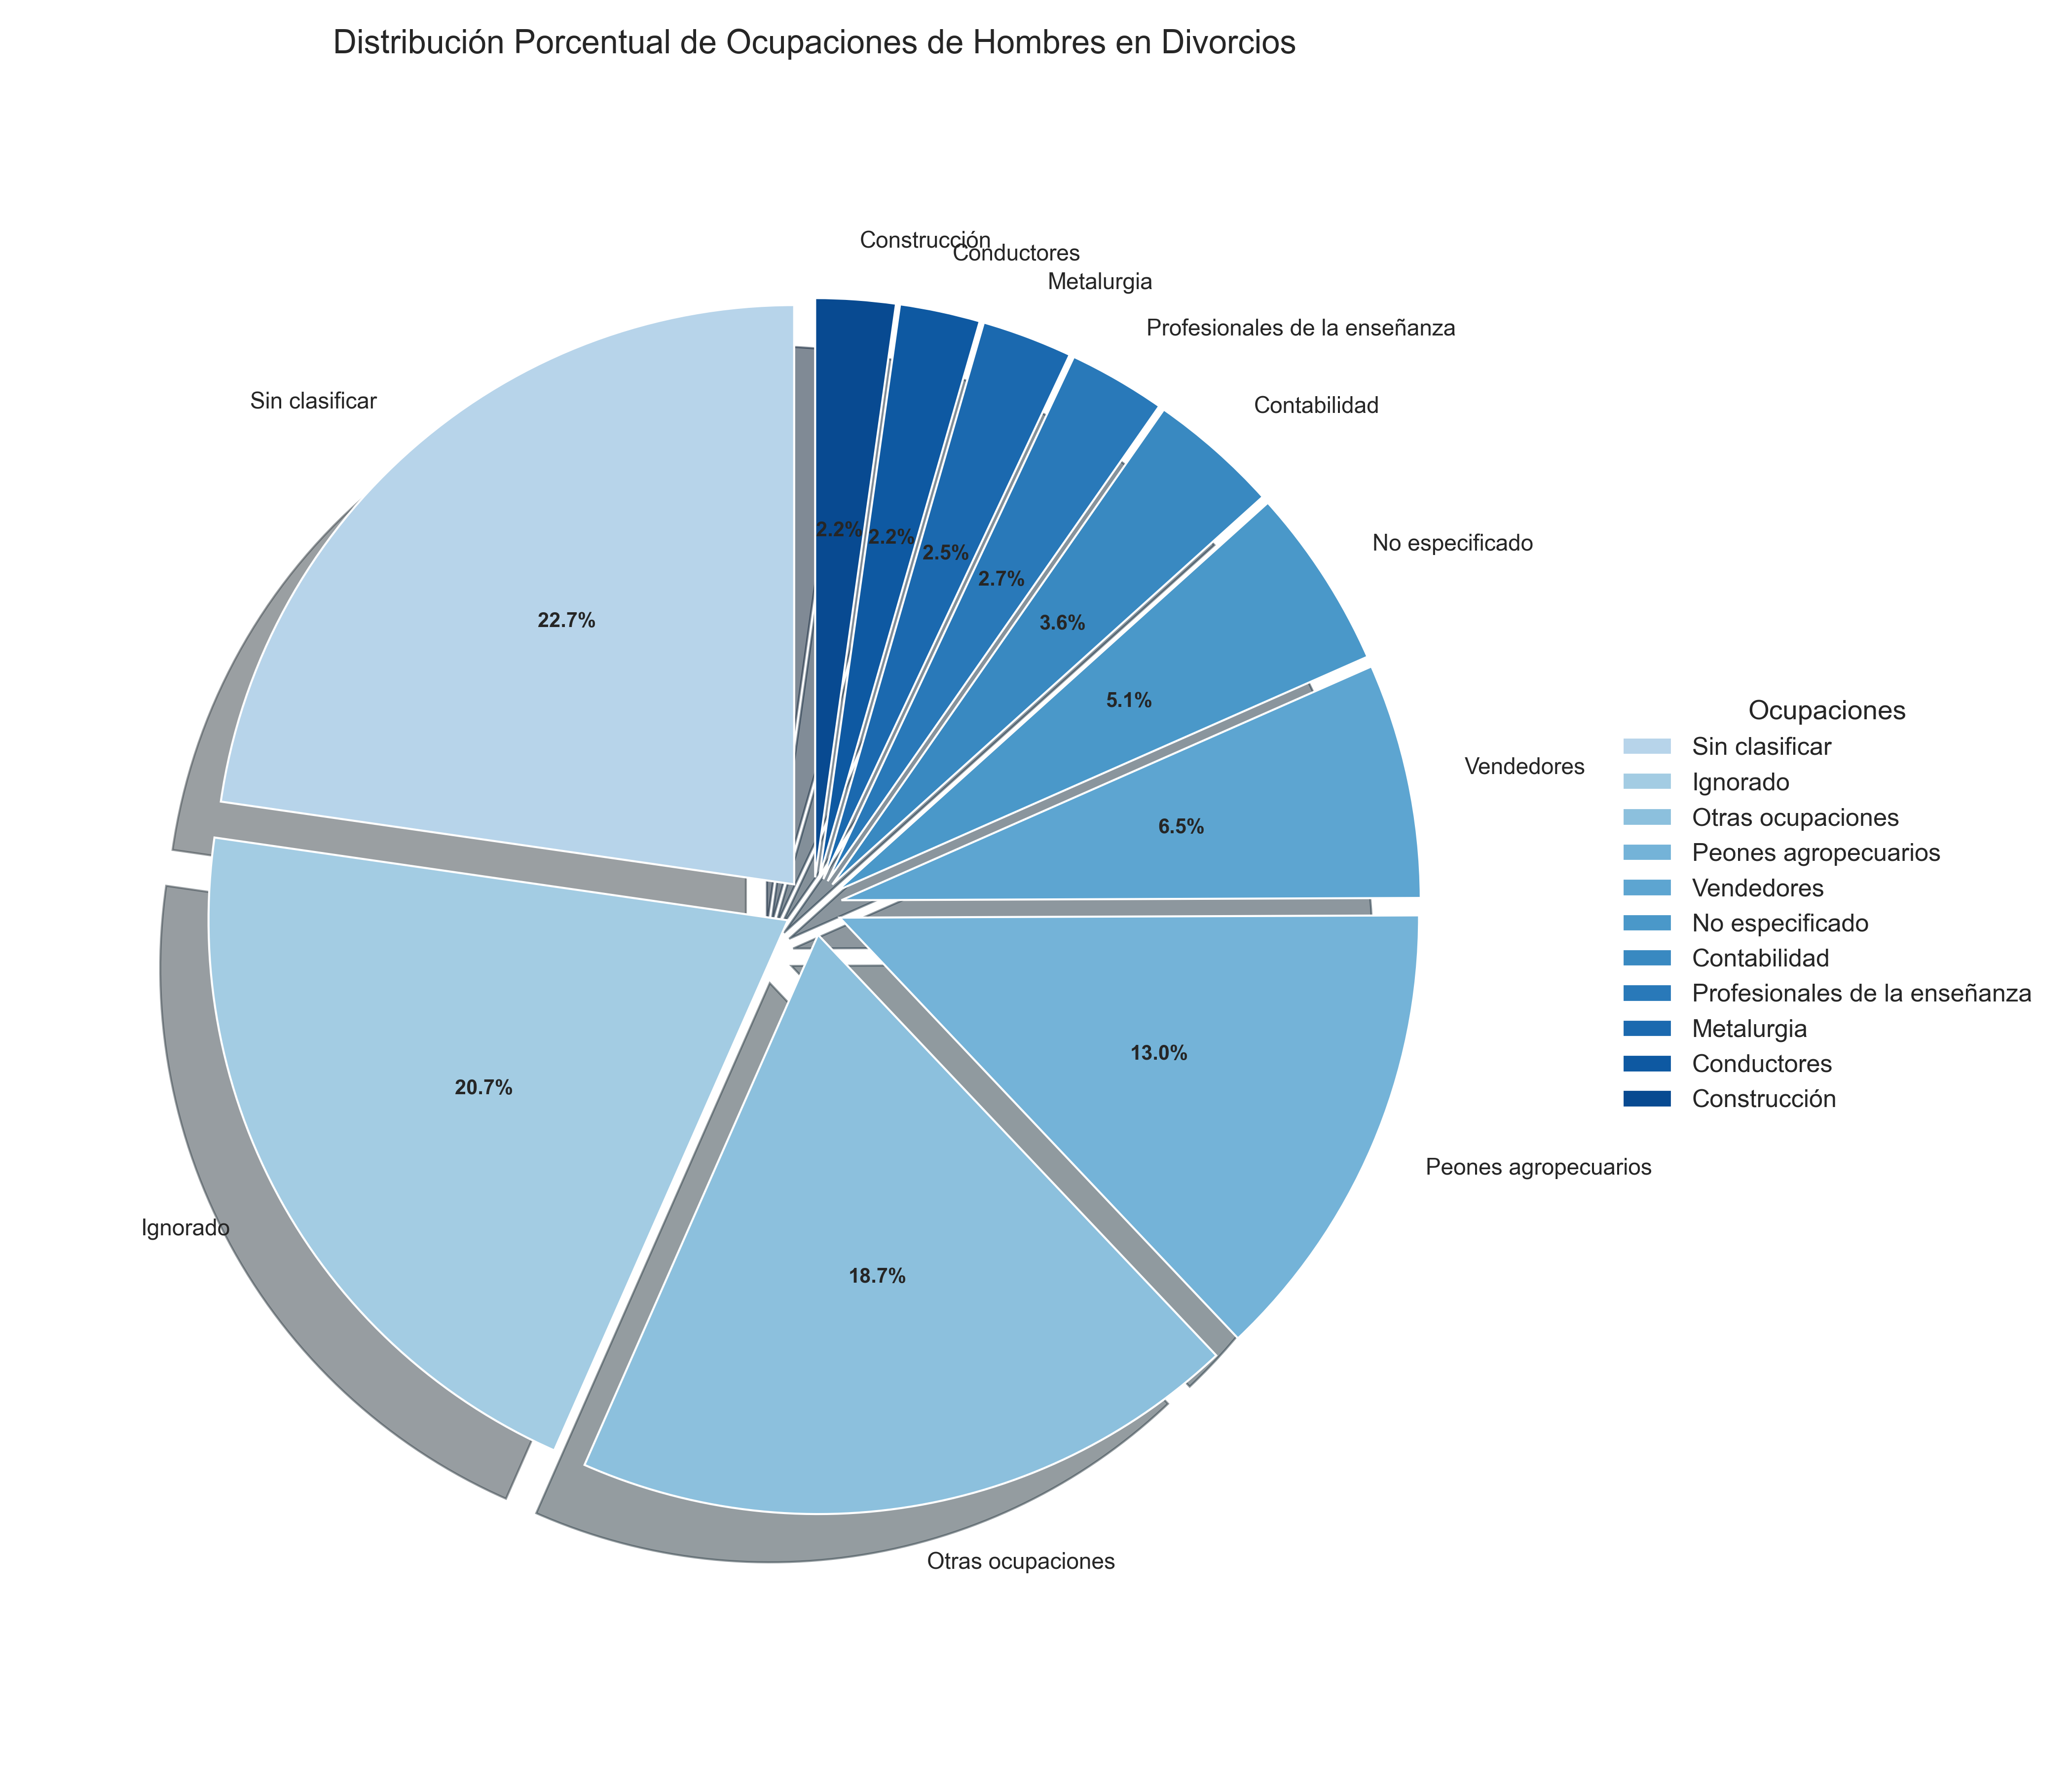 Distribución Porcentual de Ocupaciones de Hombres en Divorcios
Construcción
Conductores
Metalurgia
Profesionales de la enseñanza
Contabilidad
Sin clasificar
No especificado
2.2%
2.2%
2.5%
2.7%
22.7%
3.6%
5.1%
Vendedores
6.5%
13.0%
20.7%
Peones agropecuarios
Ignorado
18.7%
Otras ocupaciones
Ocupaciones
Sin clasificar
Ignorado
Otras ocupaciones
Peones agropecuarios
Vendedores
No especificado
Contabilidad
Profesionales de la enseñanza
Metalurgia
Conductores
Construcción